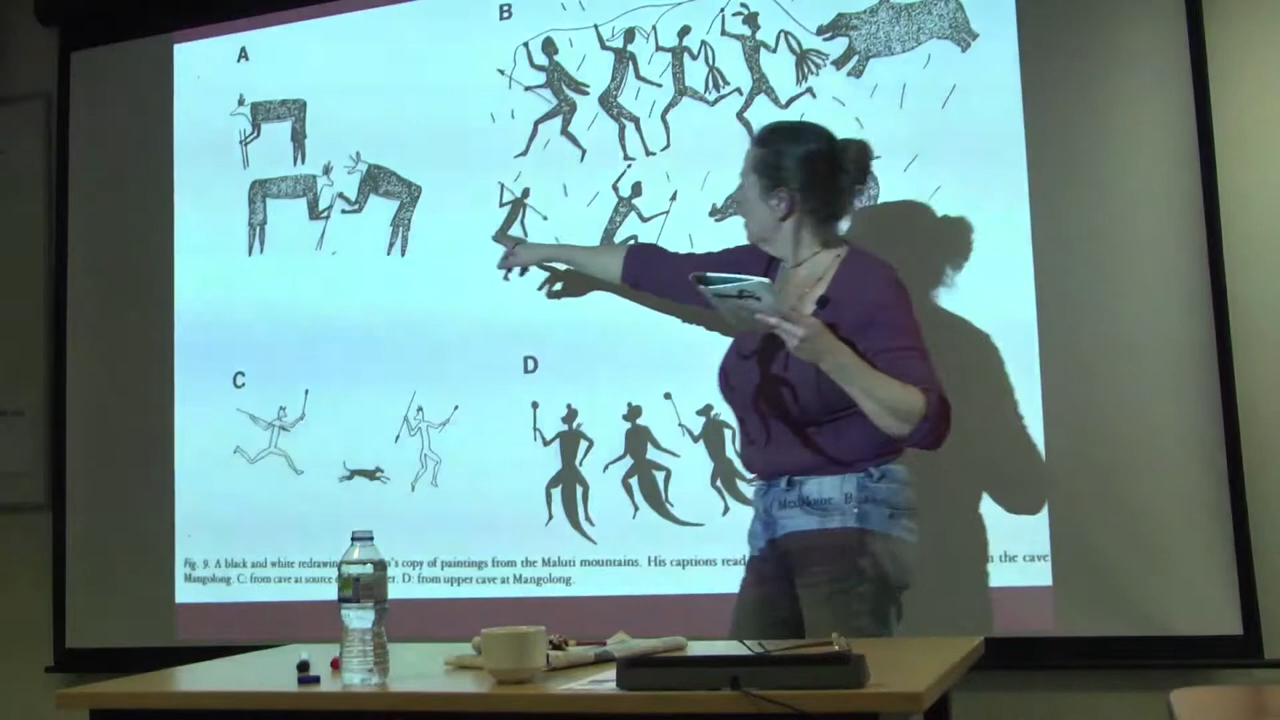 A
B
C
D
Fig. 9. A black and white redrawin 's copy of paintings from the Maluti mountains. His captions read n the cave
Mangolong. C: from cave at source er. D: from upper cave at Mangolong.